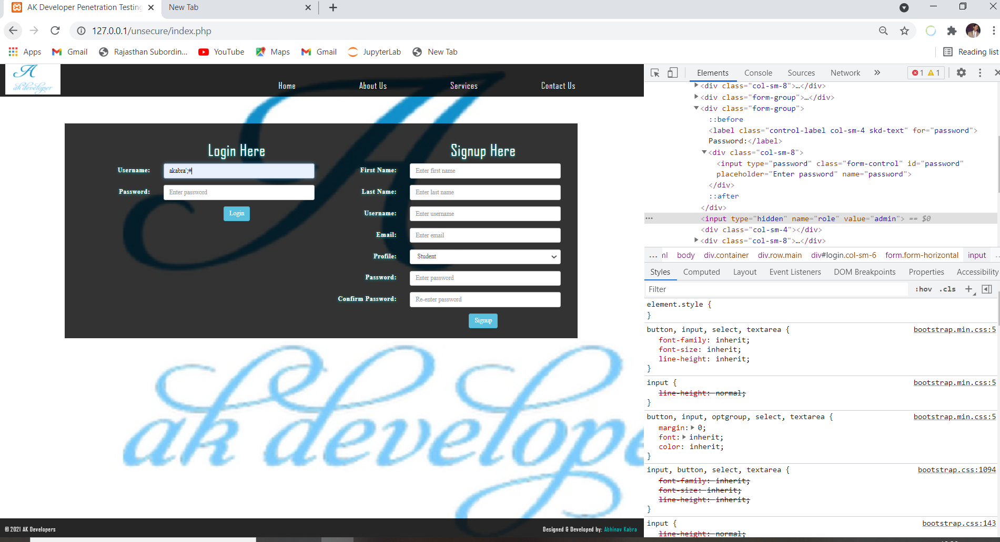 AK Developer Penetration Testing
New Tab
127.0.0.1/unsecure/index.php
Apps
Gmail
Rajasthan Subordin...
YouTube
Maps
Gmail
JupyterLab
New Tab
Reading list
A
ak developer
Home
About Us
Services
Contact Us
Login Here
Username:
akabra';#
Password:
Enter password
Login
Signup Here
First Name:
Enter first name
Last Name:
Enter last name
Username:
Enter username
Email:
Enter email
Profile:
Student
Password:
Enter password
Confirm Password:
Re-enter password
Signup
A
ak develope
© 2021 AK Developers
Designed & Developed by: Abhinav Kabra
Elements
Console
Sources
Network
»
1
1
<div class="col-sm-8">…</div>
<div class="form-group">…</div>
<div class="form-group">
::before
<label class="control-label col-sm-4 skd-text" for="password">
Password:</label>
<div class="col-sm-8">
<input type="password" class="form-control" id="password"
placeholder="Enter password" name="password">
</div>
::after
</div>
<input type="hidden" name="role" value="admin"> == $0
<div class="col-sm-4"></div>
<div class="col-sm-8">…</div>
... nl body div.container div.row.main div#login.col-sm-6 form.form-horizontal input
Styles
Computed
Layout
Event Listeners
DOM Breakpoints
Properties
Accessibility
Filter
:hov .cls +
element.style {
}
button, input, select, textarea {
bootstrap.min.css:5
font-family: inherit;
font-size: inherit;
line-height: inherit;
}
input {
bootstrap.min.css:5
line-height: normal;
}
button, input, optgroup, select, textarea {
bootstrap.min.css:5
margin: 0;
font: inherit;
color: inherit;
}
input, button, select, textarea {
bootstrap.css:1094
font-family: inherit;
font-size: inherit;
line-height: inherit;
}
input {
bootstrap.css:143
line-height: normal;